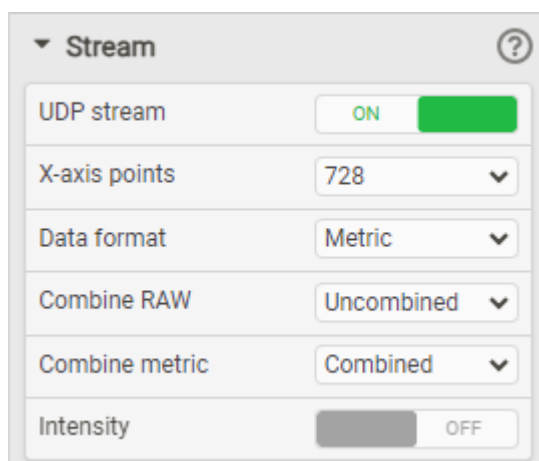 Stream ?
UDP stream ON
X-axis points 728
Data format Metric
Combine RAW Uncombined
Combine metric Combined
Intensity OFF